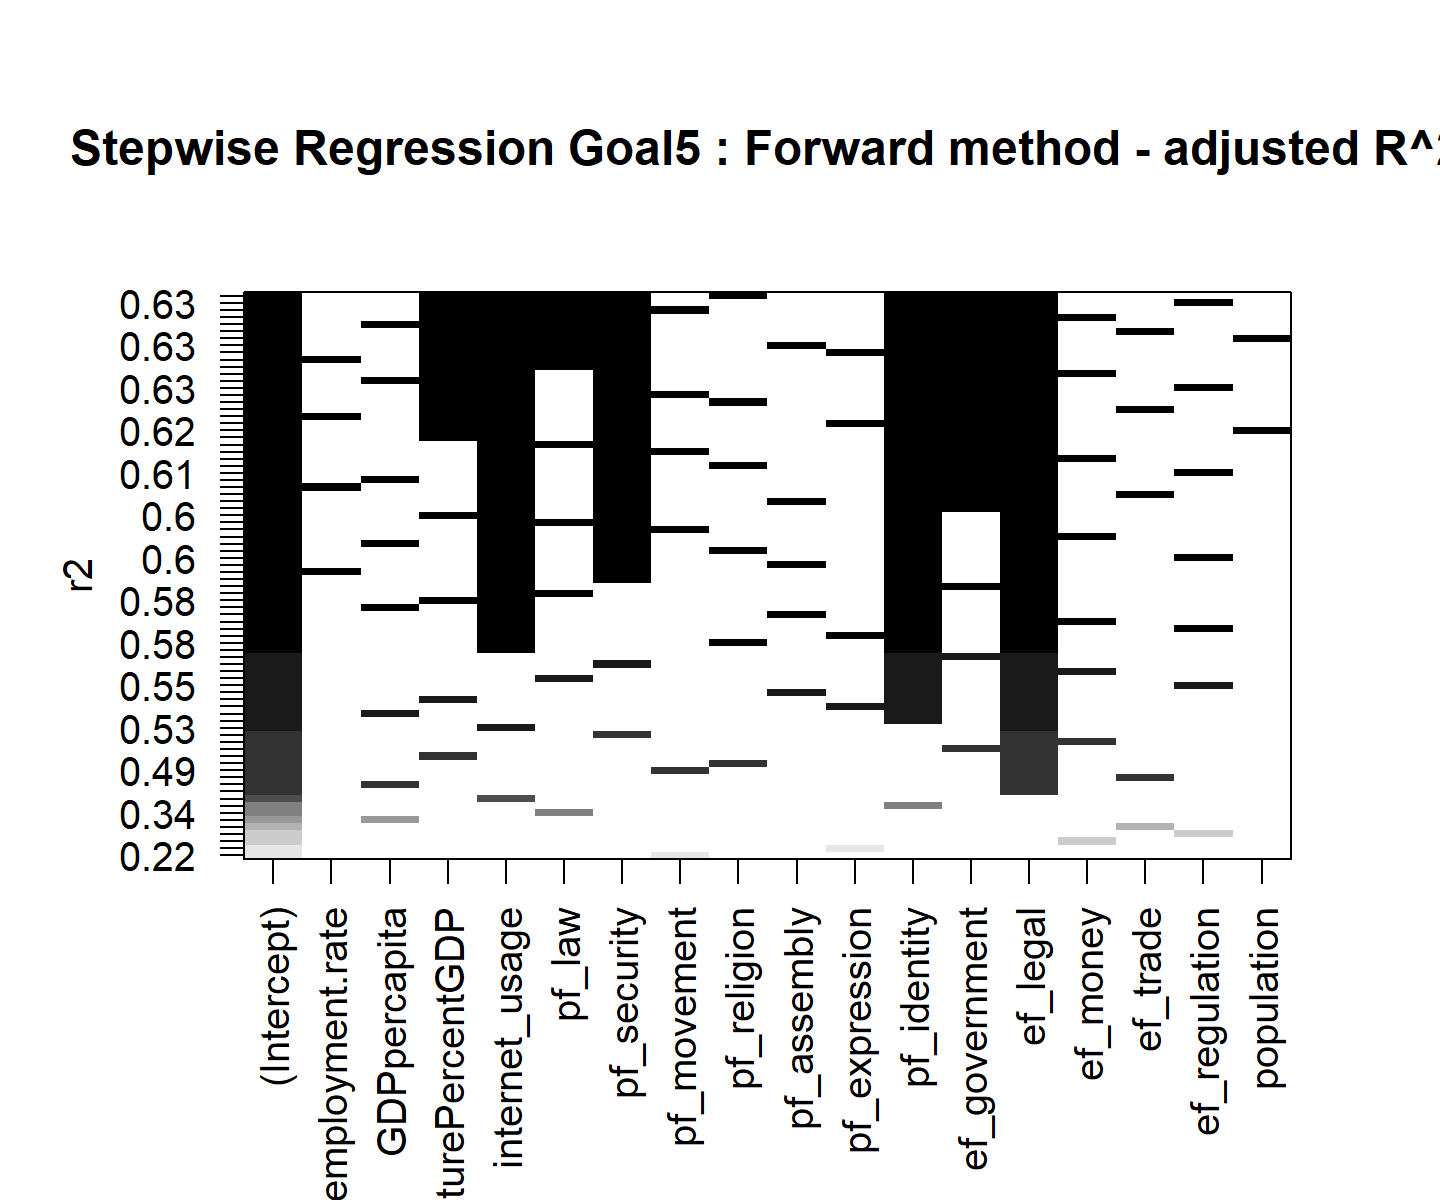 Stepwise Regression Goal5 : Forward method - adjusted R^
r2
0.63
0.63
0.63
0.62
0.61
0.6
0.6
0.58
0.58
0.55
0.53
0.49
0.34
0.22
(Intercept)
employment.rate
GDPpercapita
turePercentGDP
internet_usage
pf_law
pf_security
pf_movement
pf_religion
pf_assembly
pf_expression
pf_identity
ef_government
ef_legal
ef_money
ef_trade
ef_regulation
population